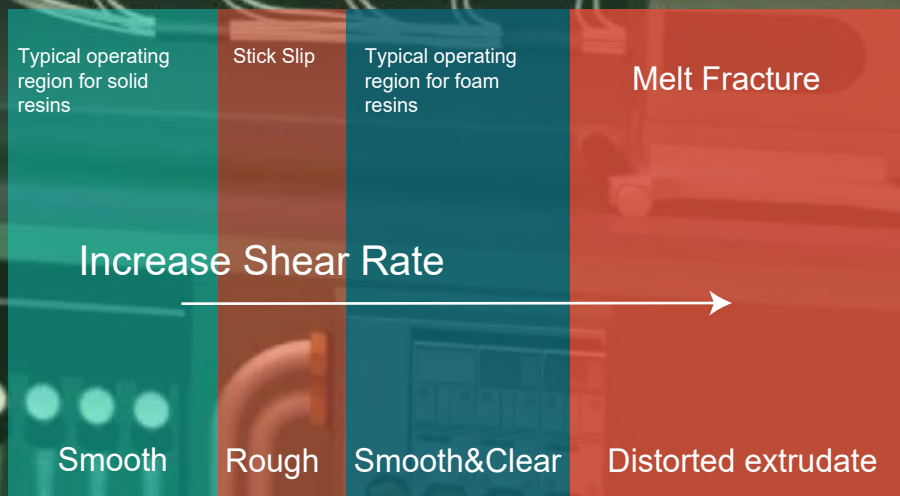 Typical operating
region for solid
resins
Stick Slip
Typical operating
region for foam
resins
Melt Fracture
Increase Shear Rate
Smooth
Rough
Smooth&Clear
Distorted extrudate